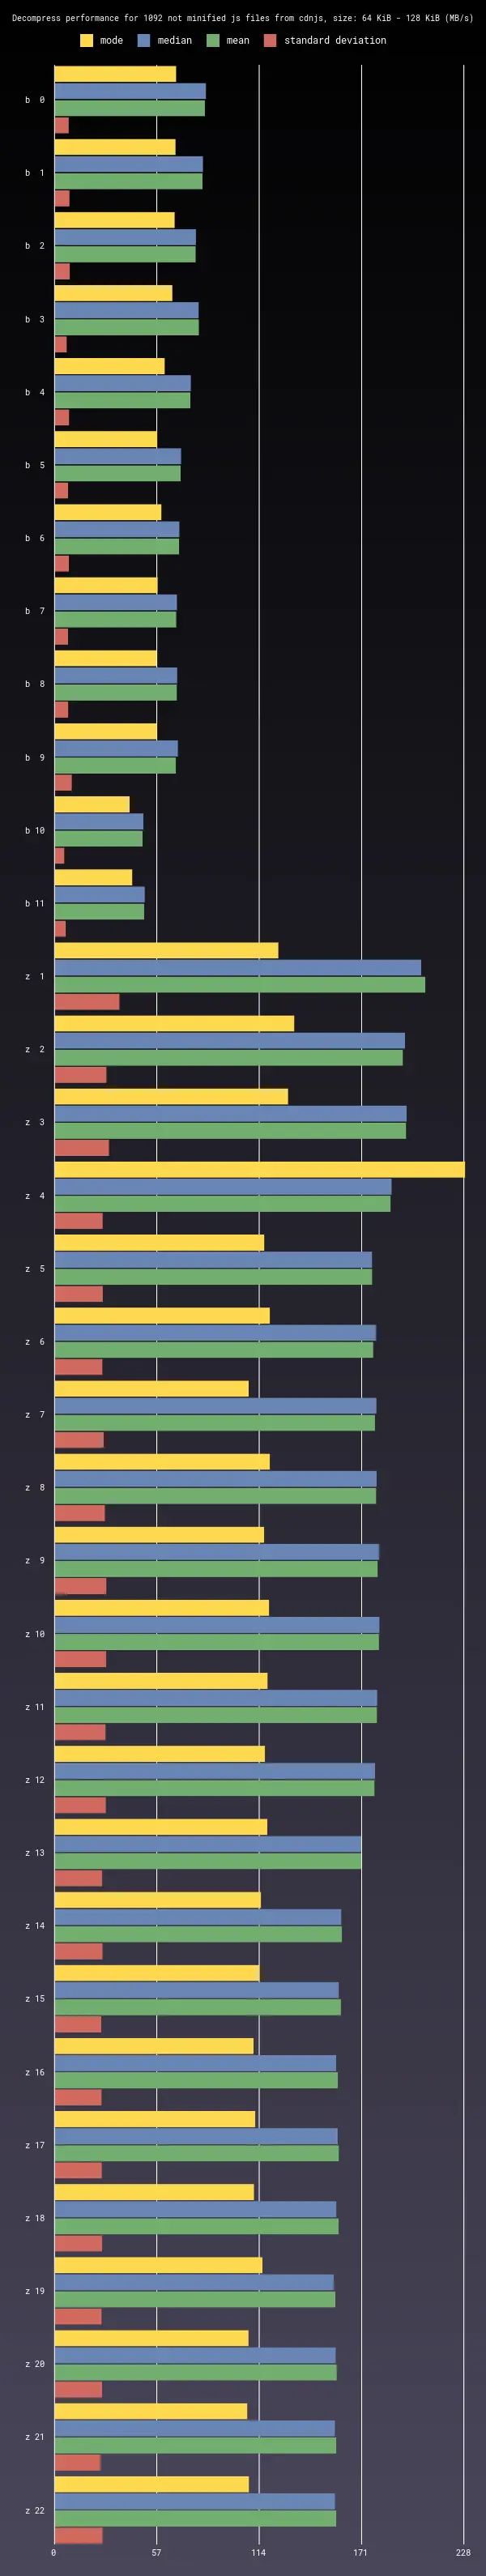 Decompress performance for 1092 not minified js files from cdnjs, size: 64 KiB - 128 KiB (MB/s)
mode median mean standard deviation
b 0
b 1
b 2
b 3
b 4
b 5
b 6
b 7
b 8
b 9
b 10
b 11
z 1
z 2
z 3
z 4
z 5
z 6
z 7
z 8
z 9
z 10
z 11
z 12
z 13
z 14
z 15
z 16
z 17
z 18
z 19
z 20
z 21
z 22
0 57 114 171 228